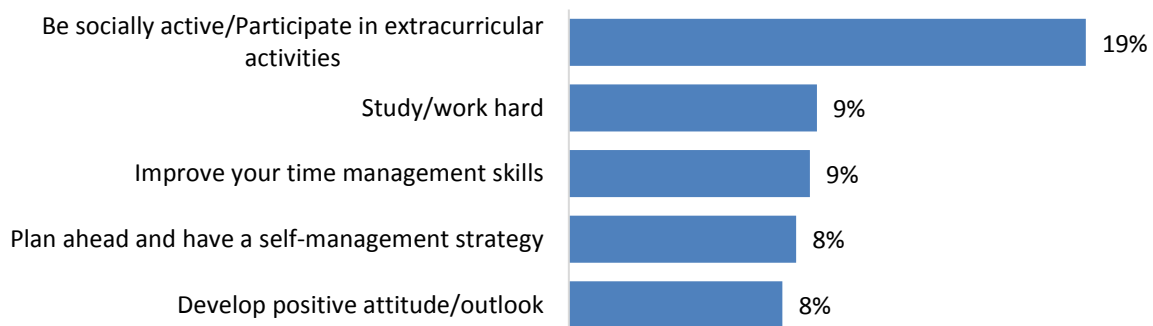 Be socially active/Participate in extracurricular
activities
19%
Study/work hard
9%
Improve your time management skills
9%
Plan ahead and have a self-management strategy
8%
Develop positive attitude/outlook
8%